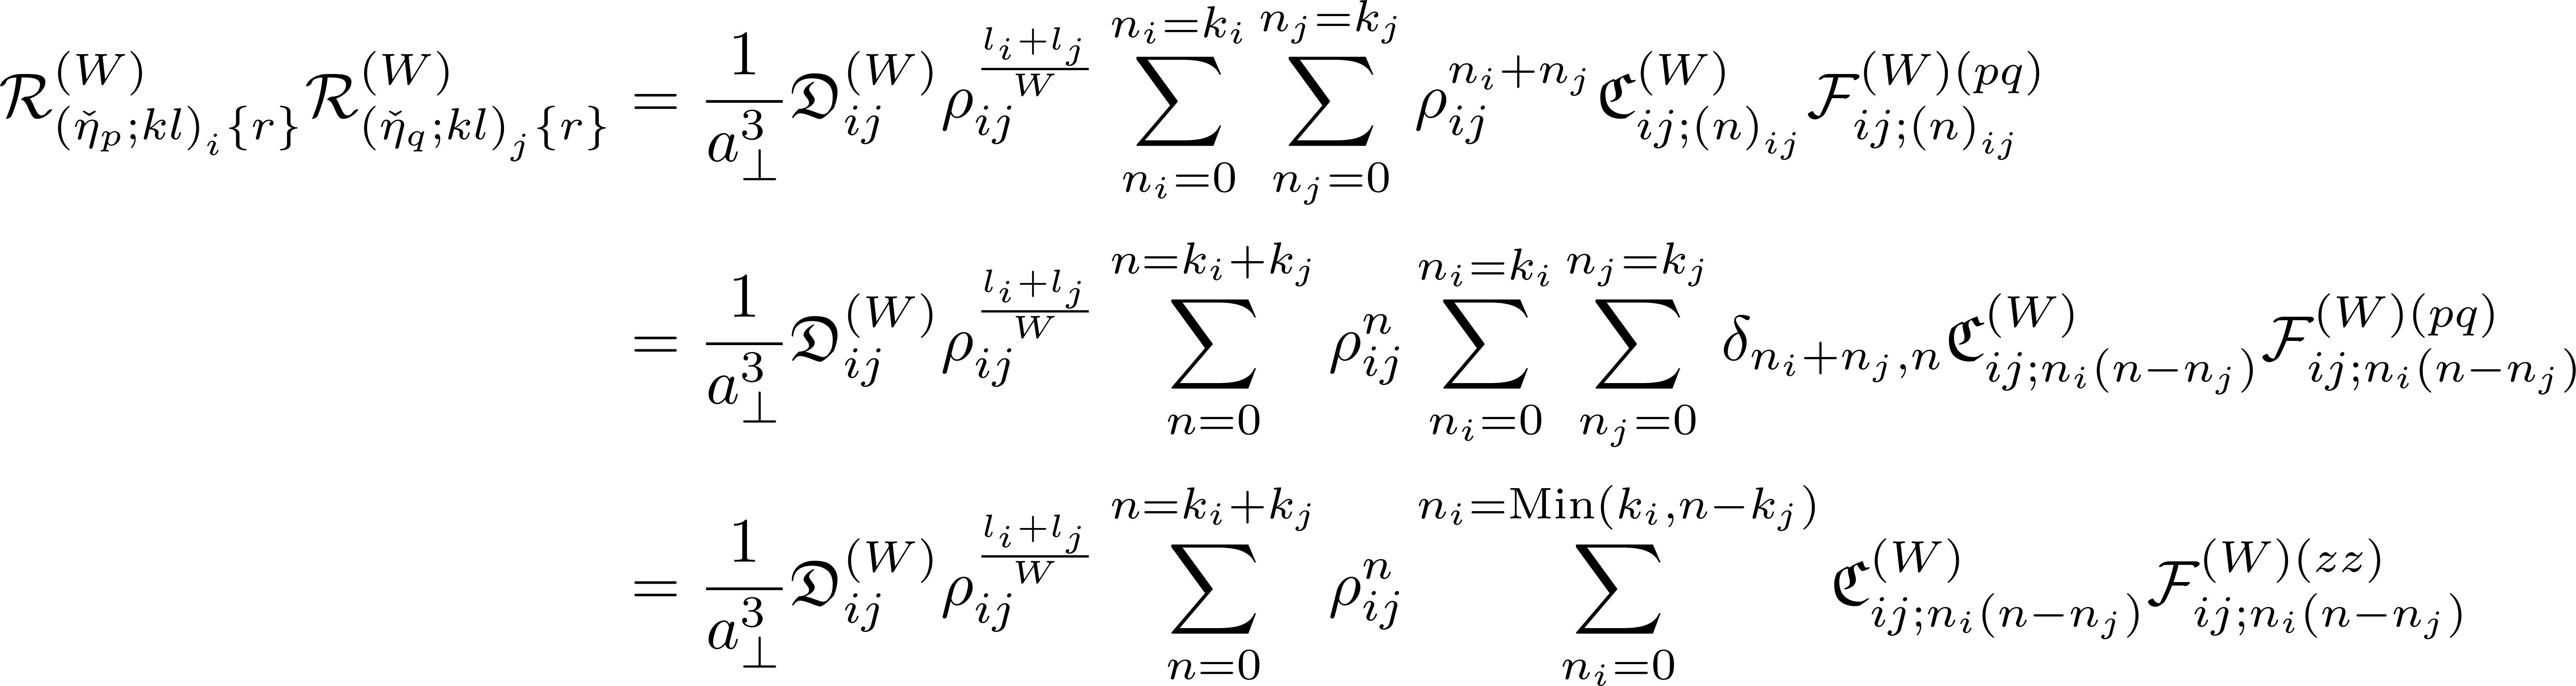 \mathcal{R}^{(W)}_{(\check{\eta}_p;kl)_i\{r\}} \mathcal{R}^{(W)}_{(\check{\eta}_q;kl)_j\{r\}} = \frac{1}{a_\perp^3} \mathfrak{D}^{(W)}_{ij} \rho_{ij}^{\frac{l_i+l_j}{W}} \sum_{n_i=0}^{n_i=k_i} \sum_{n_j=0}^{n_j=k_j} \rho_{ij}^{n_i+n_j} \mathfrak{C}^{(W)}_{ij;(n)_{ij}} \mathcal{F}^{(W)(pq)}_{ij;(n)_{ij}}
= \frac{1}{a_\perp^3} \mathfrak{D}^{(W)}_{ij} \rho_{ij}^{\frac{l_i+l_j}{W}} \sum_{n=0}^{n=k_i+k_j} \rho_{ij}^{n} \sum_{n_i=0}^{n_i=k_i} \sum_{n_j=0}^{n_j=k_j} \delta_{n_i+n_j,n} \mathfrak{C}^{(W)}_{ij;n_i(n-n_j)} \mathcal{F}^{(W)(pq)}_{ij;n_i(n-n_j)}
= \frac{1}{a_\perp^3} \mathfrak{D}^{(W)}_{ij} \rho_{ij}^{\frac{l_i+l_j}{W}} \sum_{n=0}^{n=k_i+k_j} \rho_{ij}^{n} \sum_{n_i=0}^{n_i=\mathrm{Min}(k_i,n-k_j)} \mathfrak{C}^{(W)}_{ij;n_i(n-n_j)} \mathcal{F}^{(W)(zz)}_{ij;n_i(n-n_j)}